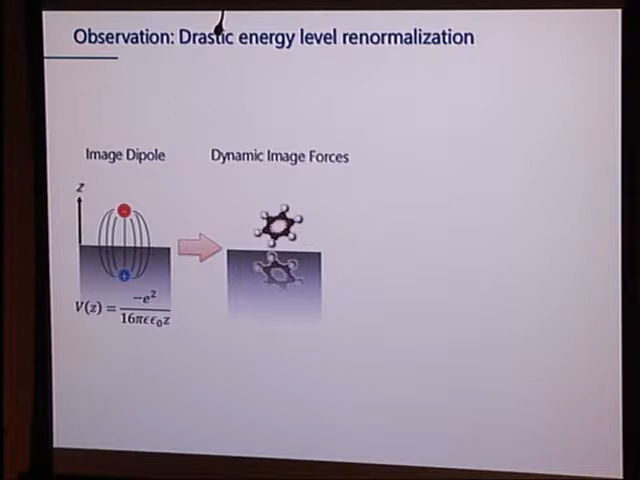 Observation: Drastic energy level renormalization
Image Dipole
Dynamic Image Forces
z
-
+
V(z) = −e² / 16πϵϵ₀z